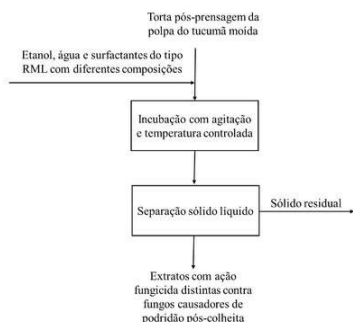 Torta pós-prensagem da
polpa do tucumã moída
Etanol, água e surfactantes do tipo
RML com diferentes composições
Incubação com agitação
e temperatura controlada
Separação sólido líquido
Sólido residual
Extratos com ação
fungicida distintas contra
fungos causadores de
podridão pós-colheita